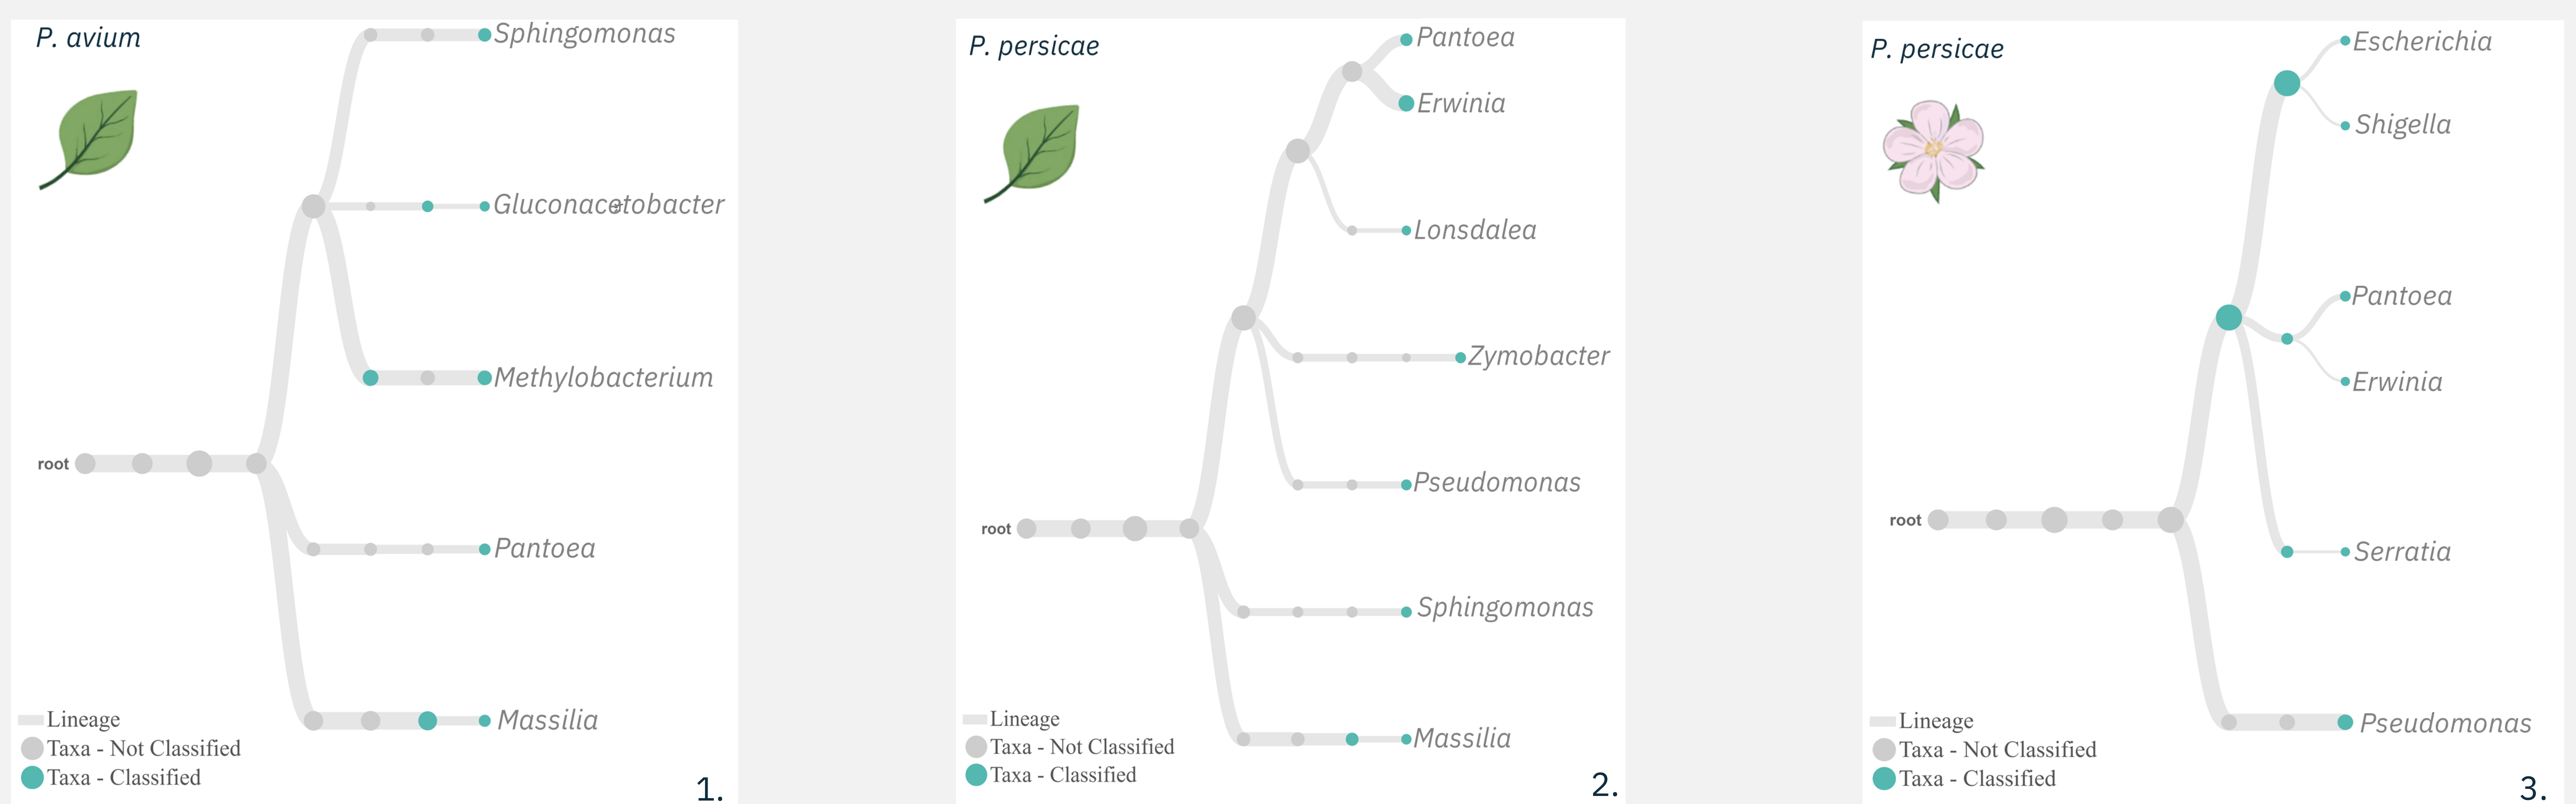 P. avium
Sphingomonas
Gluconacetobacter
Methylobacterium
root
Pantoea
Massilia
Lineage
Taxa - Not Classified
Taxa - Classified
1.
P. persicae
Pantoea
Erwinia
Lonsdalea
Zymobacter
Pseudomonas
root
Sphingomonas
Massilia
Lineage
Taxa - Not Classified
Taxa - Classified
2.
P. persicae
Escherichia
Shigella
Pantoea
Erwinia
root
Serratia
Pseudomonas
Lineage
Taxa - Not Classified
Taxa - Classified
3.